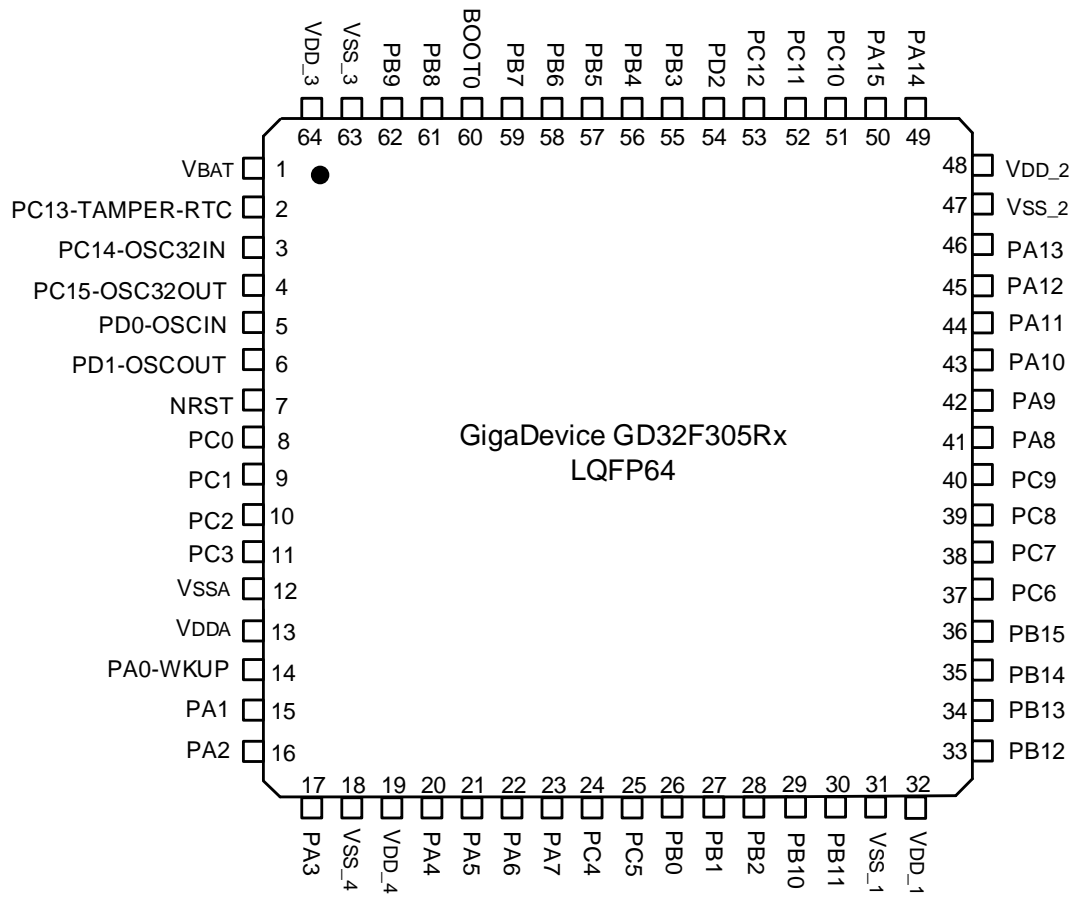 VDD_3
VSS_3
PB9
PB8
BOOT0
PB7
PB6
PB5
PB4
PB3
PD2
PC12
PC11
PC10
PA15
PA14
64 63 62 61 60 59 58 57 56 55 54 53 52 51 50 49
VBAT 1
PC13-TAMPER-RTC 2
PC14-OSC32IN 3
PC15-OSC32OUT 4
PD0-OSCIN 5
PD1-OSCOUT 6
NRST 7
PC0 8
PC1 9
PC2 10
PC3 11
VSSA 12
VDDA 13
PA0-WKUP 14
PA1 15
PA2 16
GigaDevice GD32F305Rx
LQFP64
48 VDD_2
47 VSS_2
46 PA13
45 PA12
44 PA11
43 PA10
42 PA9
41 PA8
40 PC9
39 PC8
38 PC7
37 PC6
36 PB15
35 PB14
34 PB13
33 PB12
17 18 19 20 21 22 23 24 25 26 27 28 29 30 31 32
PA3
VSS_4
VDD_4
PA4
PA5
PA6
PA7
PC4
PC5
PB0
PB1
PB2
PB10
PB11
VSS_1
VDD_1